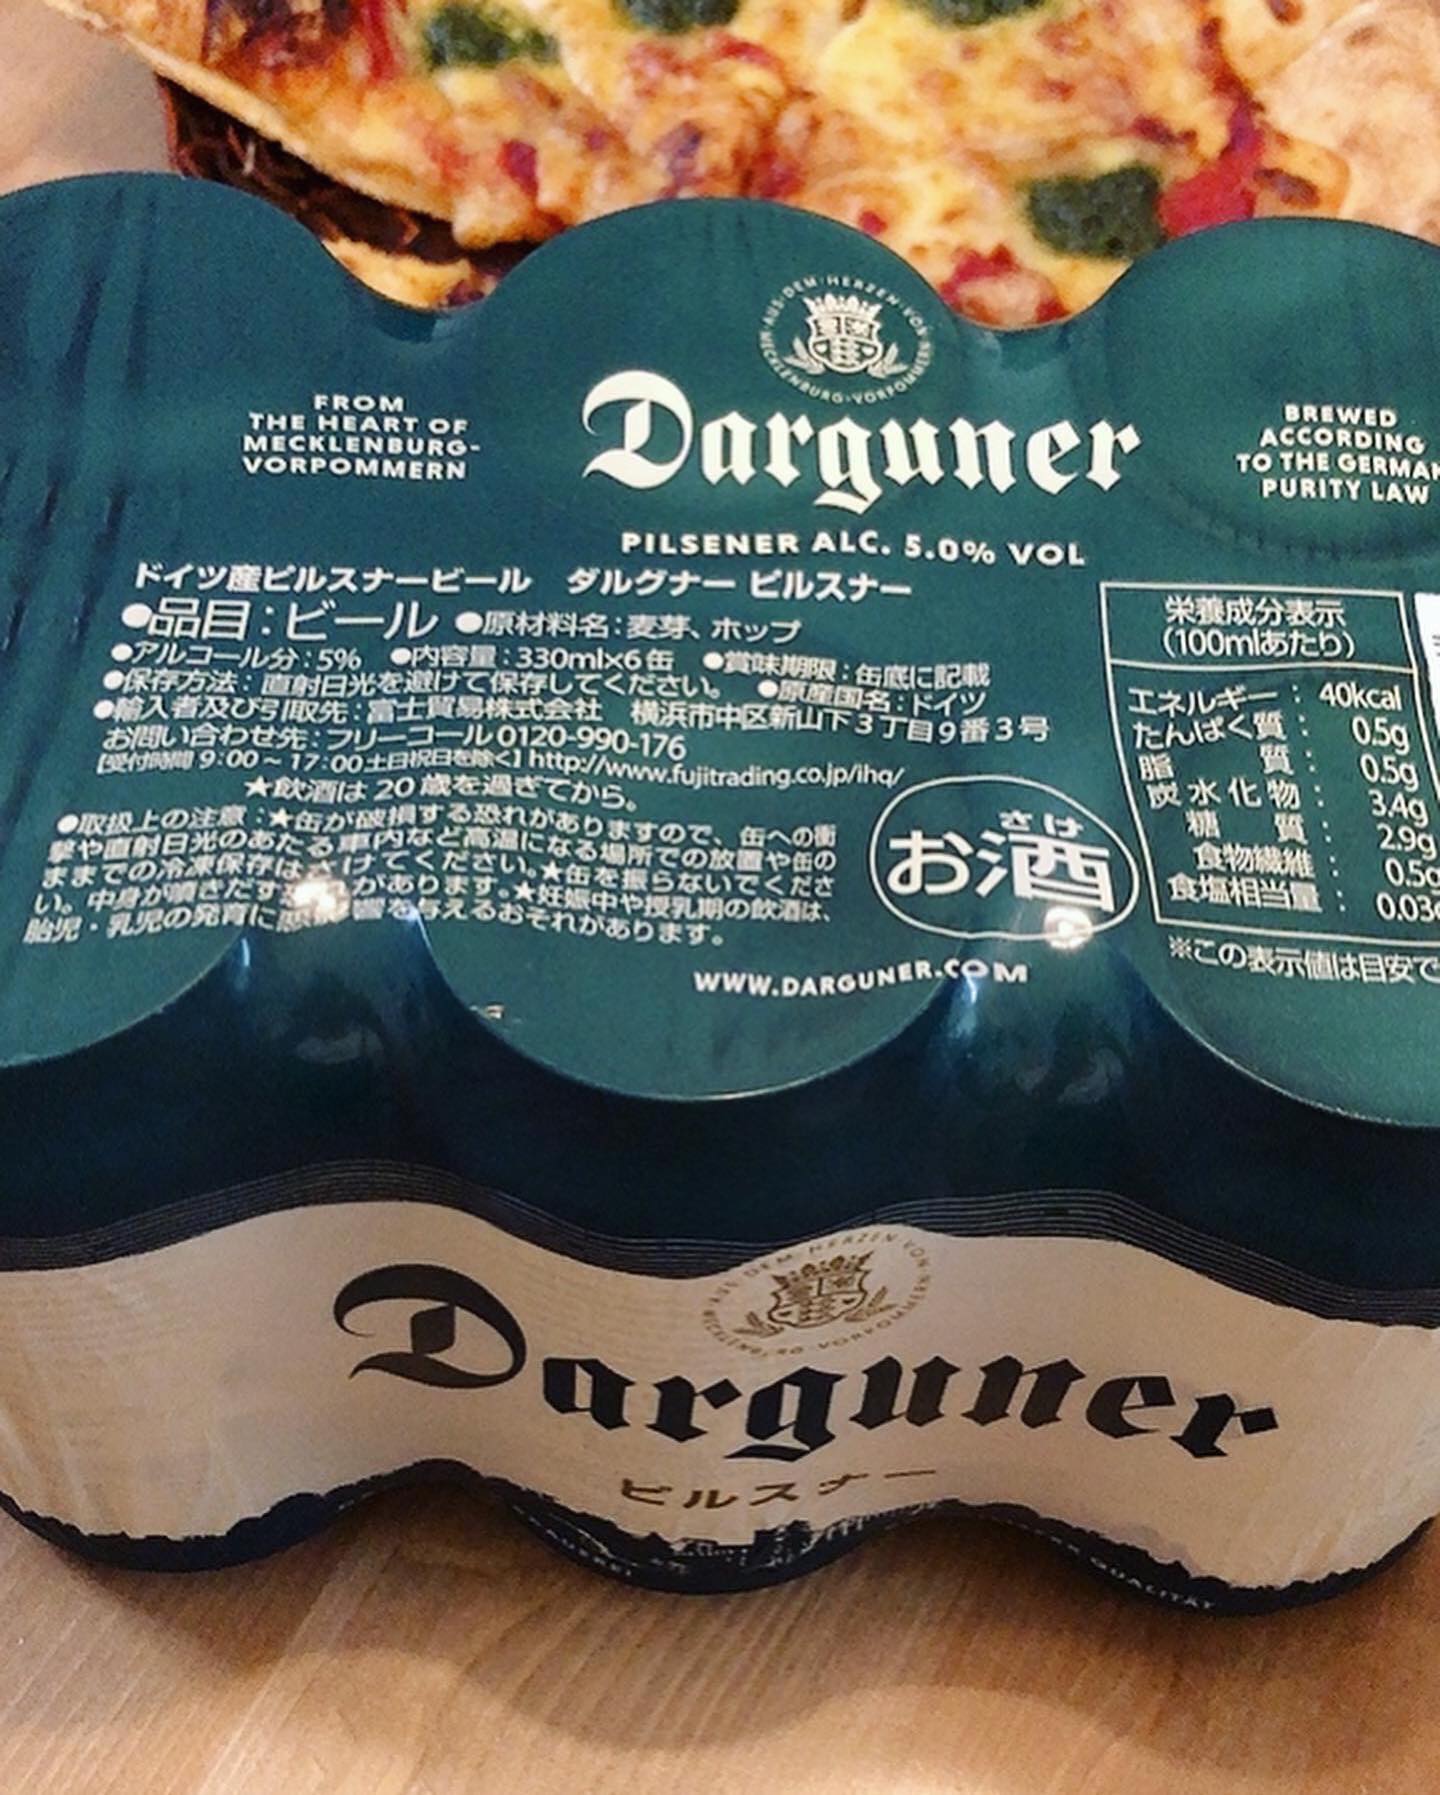 AUS·DEM·HERZEN·VON·MECKLENBURG-VORPOMMERN
FROM
THE HEART OF
MECKLENBURG-
VORPOMMERN
Darguner
PILSENER ALC. 5.0% VOL
BREWED
ACCORDING
TO THE GERMAN
PURITY LAW
ドイツ産ピルスナービール ダルグナー ピルスナー
●品目:ビール ●原材料名:麦芽、ホップ
●アルコール分:5% ●内容量:330ml×6缶 ●賞味期限:缶底に記載
●保存方法:直射日光を避けて保存してください。 ●原産国名:ドイツ
●輸入者及び引取先:富士貿易株式会社 横浜市中区新山下3丁目9番3号
お問い合わせ先:フリーコール0120-990-176
【受付時間 9:00～17:00土日祝日を除く】http://www.fujitrading.co.jp/ihq/
★飲酒は20歳を過ぎてから。
●取扱上の注意:★缶が破損する恐れがありますので、缶への衝
撃や直射日光のあたる車内など高温になる場所での放置や缶の
ままでの冷凍保存はさけてください。★缶を振らないでくださ
い。中身が噴きだす があります。★妊娠中や授乳期の飲酒は、
胎児・乳児の発育に悪影響を与えるおそれがあります。
さけ
お酒
WWW.DARGUNER.COM
栄養成分表示
(100mlあたり)
エネルギー: 40kcal
たんぱく質: 0.5g
脂質: 0.5g
炭水化物: 3.4g
糖質: 2.9g
食物繊維: 0.5g
食塩相当量: 0.03g
※この表示値は目安で
AUS DEM HERZEN VON MECKLENBURG VORPOMMERN
Darguner
ピルスナー
BRAUEREI
QUALITÄT